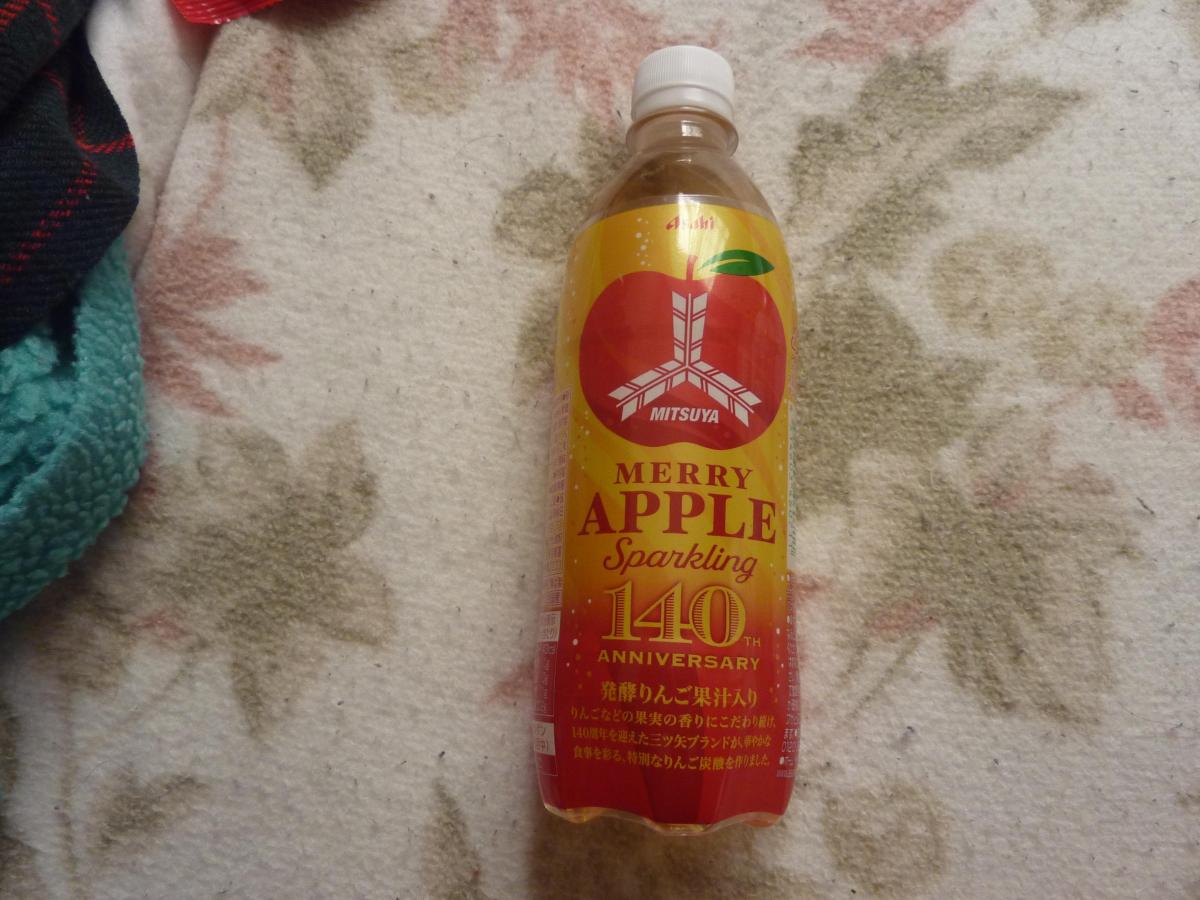 Asahi
MITSUYA
MERRY
APPLE
Sparkling
140TH
ANNIVERSARY
発酵りんご果汁入り
りんごなどの果実の香りにこだわり続け、
140周年を迎えた三ツ矢ブランドが、華やかな
食事を彩る、特別なりんご炭酸を作りました。